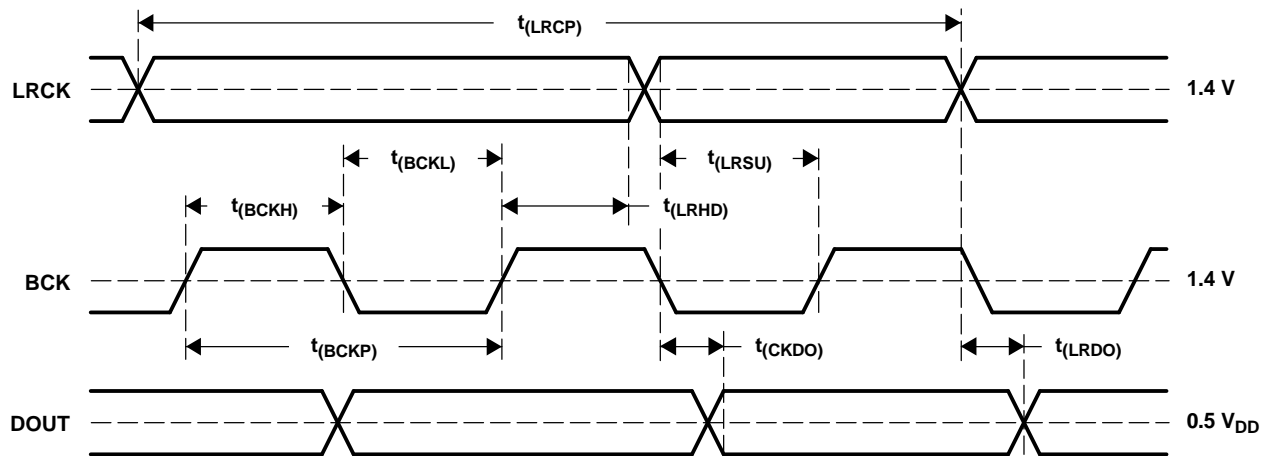 t(LRCP)
LRCK
1.4 V
t(BCKL)
t(LRSU)
t(BCKH)
t(LRHD)
BCK
1.4 V
t(BCKP)
t(CKDO)
t(LRDO)
DOUT
0.5 VDD